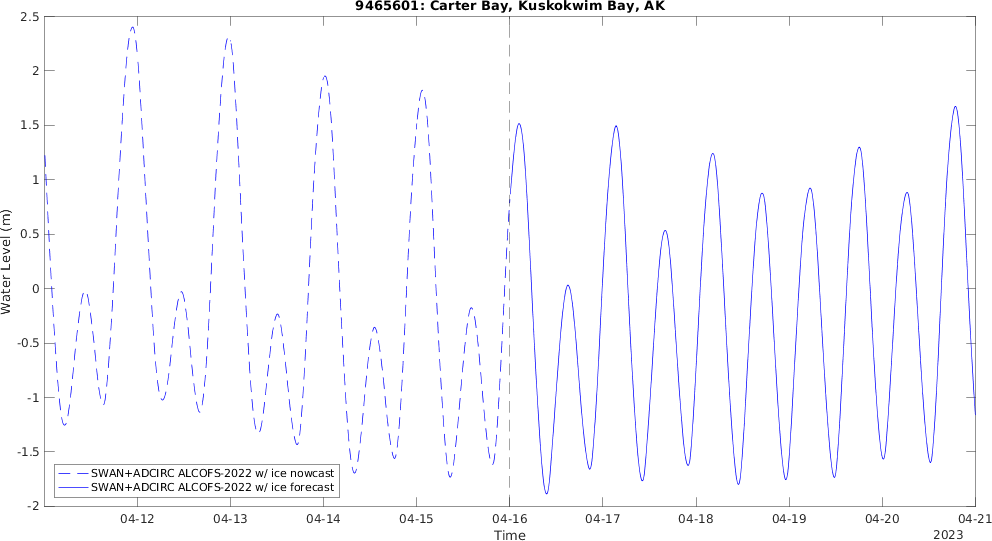 9465601: Carter Bay, Kuskokwim Bay, AK
2.5
2
1.5
1
0.5
0
-0.5
-1
-1.5
-2
Water Level (m)
SWAN+ADCIRC ALCOFS-2022 w/ ice nowcast
SWAN+ADCIRC ALCOFS-2022 w/ ice forecast
04-12 04-13 04-14 04-15 04-16 04-17 04-18 04-19 04-20 04-21
Time
2023